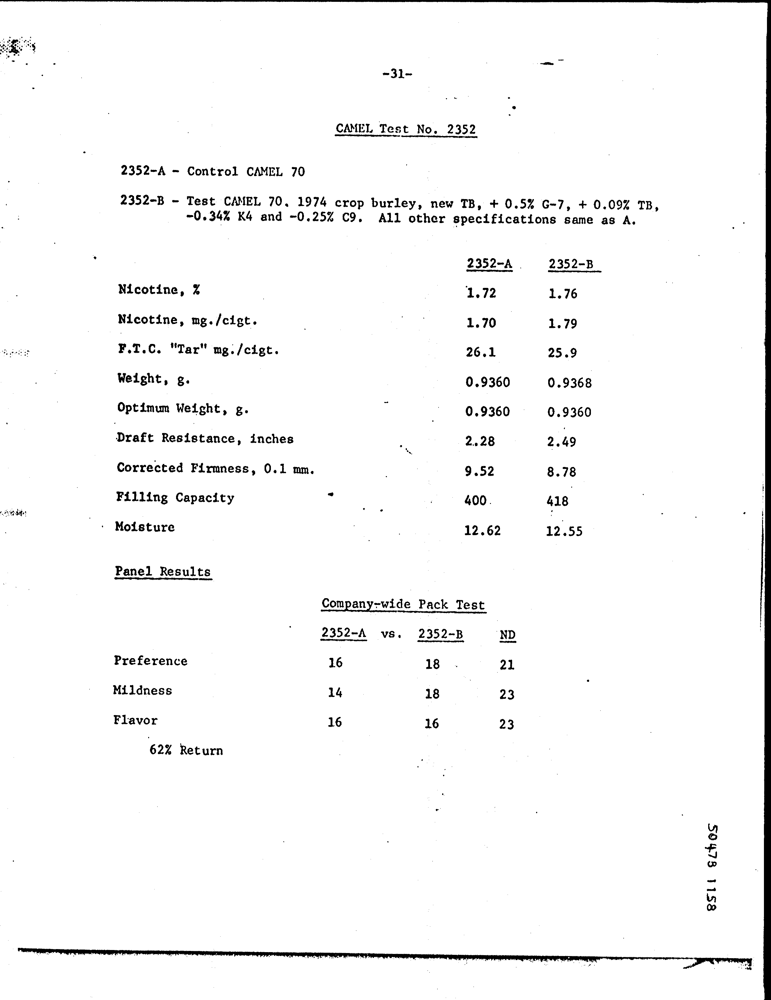 -31-
CAMEL Test No. 2352
2352-A - Control CAMEL 70
2352-B - Test CAMEL 70. 1974 crop burley, new TB, + 0.5% G-7, + 0.09% TB,
-0.34% K4 and -0.25% C9. All other specifications same as A.
2352-A 2352-B
Nicotine, % 1.72 1.76
Nicotine, mg./cigt. 1.70 1.79
F.T.C. "Tar" mg./cigt. 26.1 25.9
Weight, g. 0.9360 0.9368
Optimum Weight, g. 0.9360 0.9360
Draft Resistance, inches 2.28 2.49
Corrected Firmness, 0.1 mm. 9.52 8.78
Filling Capacity 400 418
Moisture 12.62 12.55
Panel Results
Company-wide Pack Test
2352-A vs. 2352-B ND
Preference 16 18 21
Mildness 14 18 23
Flavor 16 16 23
62% Return
50478 1158